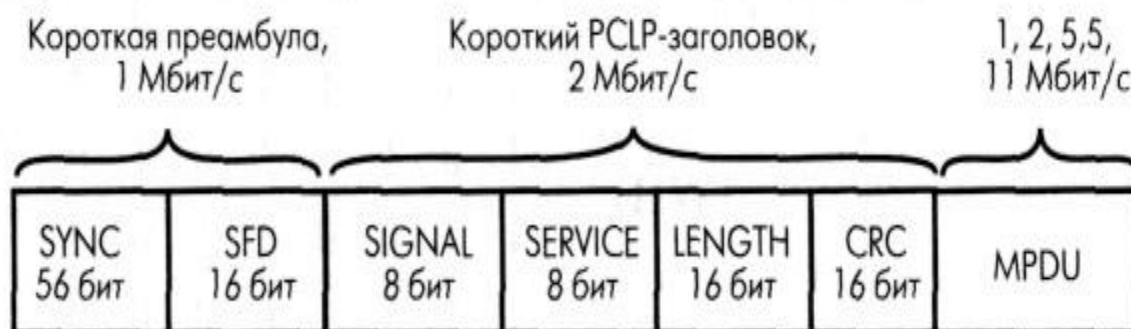 Короткая преамбула,
1 Мбит/с
Короткий PCLP-заголовок,
2 Мбит/с
1, 2, 5,5,
11 Мбит/с
SYNC
56 бит
SFD
16 бит
SIGNAL
8 бит
SERVICE
8 бит
LENGTH
16 бит
CRC
16 бит
MPDU